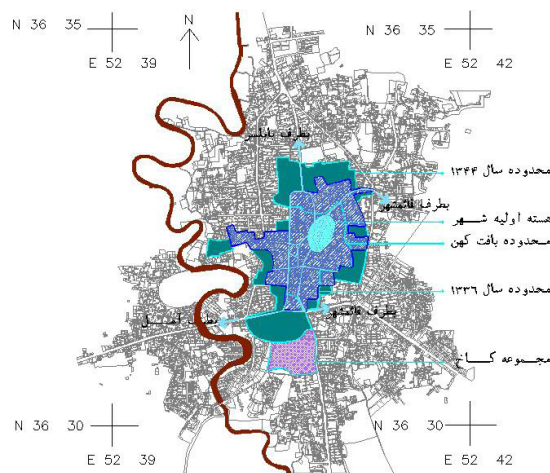 N 36 35
N 36 35
N
E 52 39
E 52 42
بطرف بابلسر
محدوده سال ۱۳۴۴
بطرف قائمشهر
هسته اولیه شهر
محدوده بافت کهن
محدوده سال ۱۳۳۶
بطرف قائمشهر
بطرف آمل
مجموعه کاخ
N 36 30
N 36 30
E 52 39
E 52 42